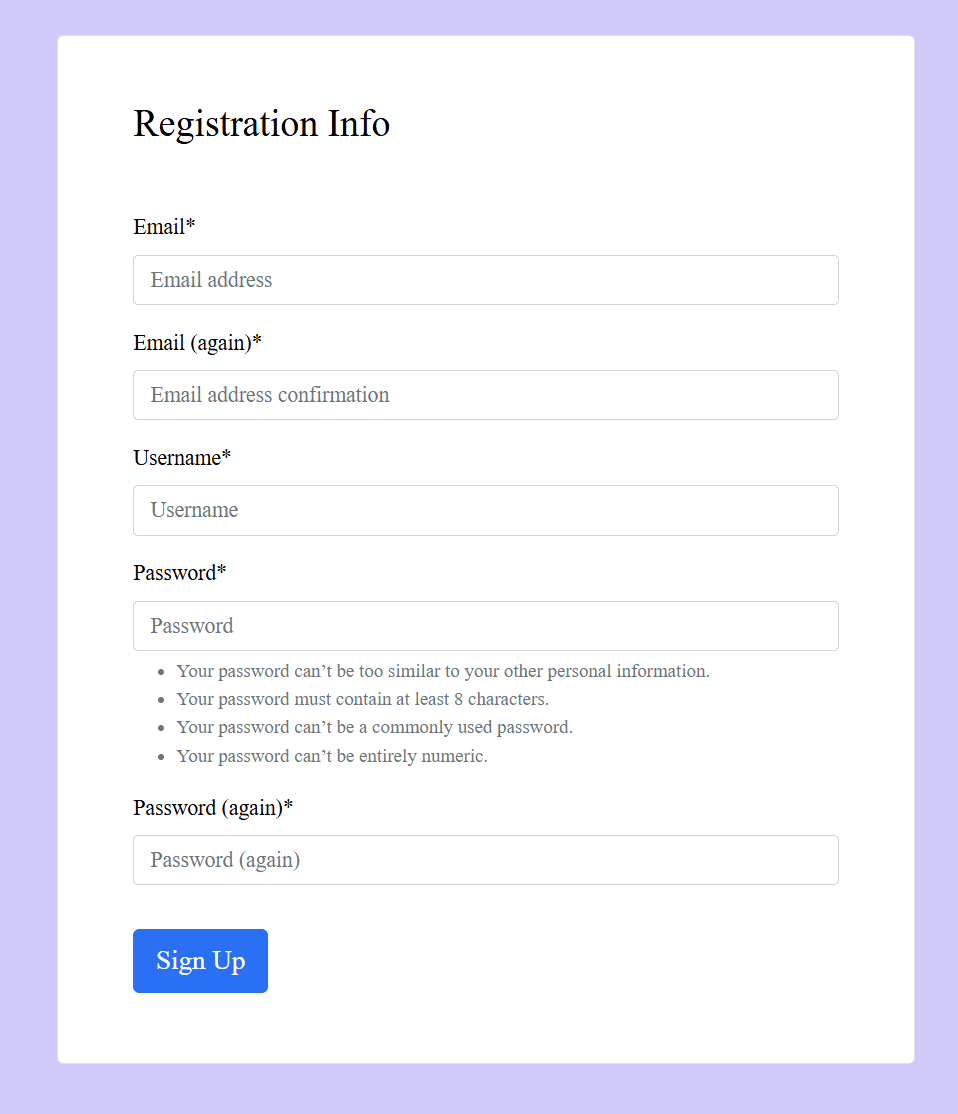 Registration Info
Email*
Email address
Email (again)*
Email address confirmation
Username*
Username
Password*
Password
• Your password can’t be too similar to your other personal information.
• Your password must contain at least 8 characters.
• Your password can’t be a commonly used password.
• Your password can’t be entirely numeric.
Password (again)*
Password (again)
Sign Up